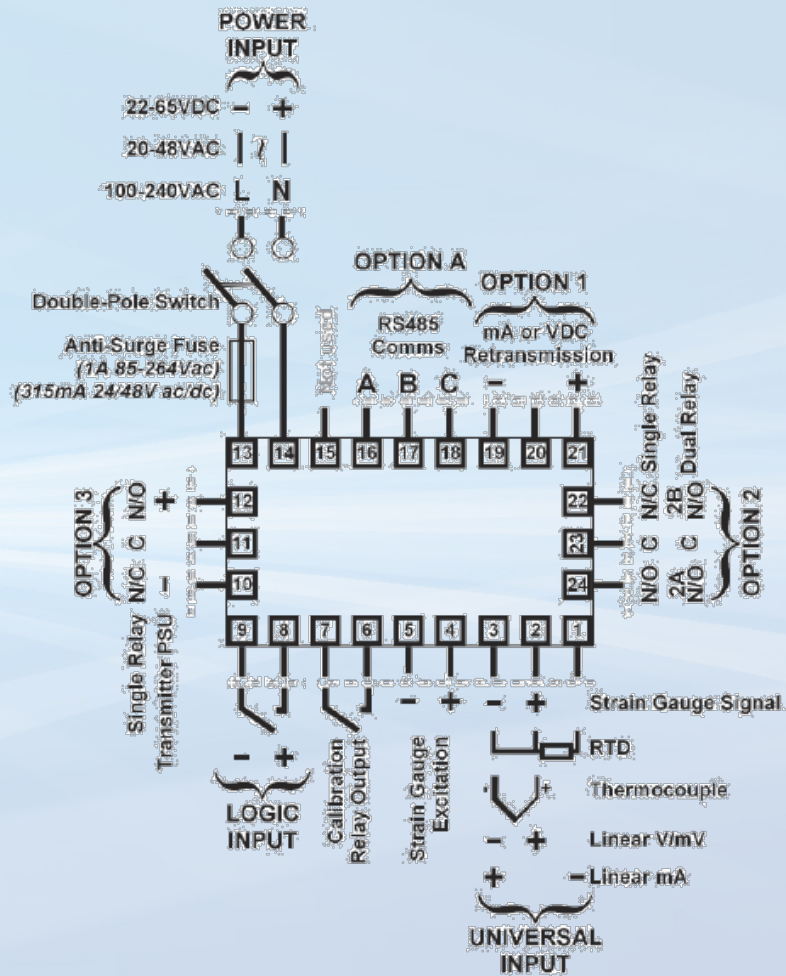 POWER
INPUT
22-65VDC − +
20-48VAC | ~ |
100-240VAC L N
Double-Pole Switch
Anti-Surge Fuse
(1A 85-264Vac)
(315mA 24/48V ac/dc)
OPTION A
RS485
Comms
A B C
OPTION 1
mA or VDC
Retransmission
− +
Not used
13 14 15 16 17 18 19 20 21
OPTION 3
N/O +
C
N/C −
Single Relay
Transmitter PSU
12
11
10
22
23
24
Single Relay
N/C
C
N/O
Dual Relay
2B N/O
C
2A N/O
OPTION 2
9 8 7 6 5 4 3 2 1
− +
LOGIC
INPUT
Calibration
Relay Output
− +
Strain Gauge
Excitation
− + Strain Gauge Signal
RTD
- + Thermocouple
− + Linear V/mV
+ − Linear mA
UNIVERSAL
INPUT